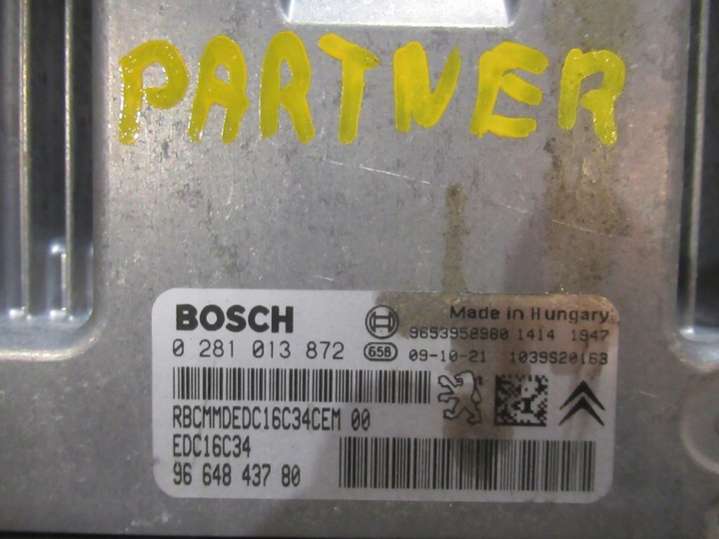 PARTNER
BOSCH
Made in Hungary
9653958980 1414 1947
0 281 013 872
658 09-10-21 1039S20163
RBCMMDEDC16C34CEM 00
EDC16C34
96 648 437 80